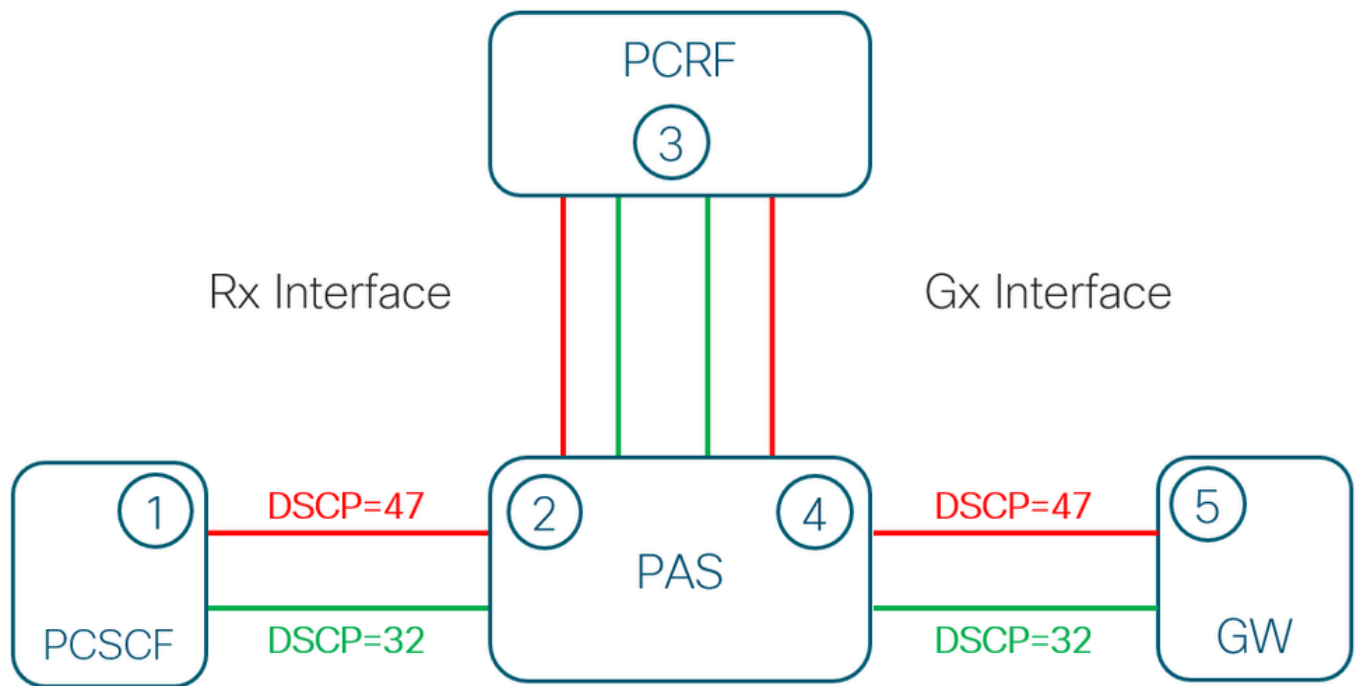 PCRF
3
Rx Interface
Gx Interface
1
DSCP=47
2
4
DSCP=47
5
PAS
PCSCF
DSCP=32
DSCP=32
GW